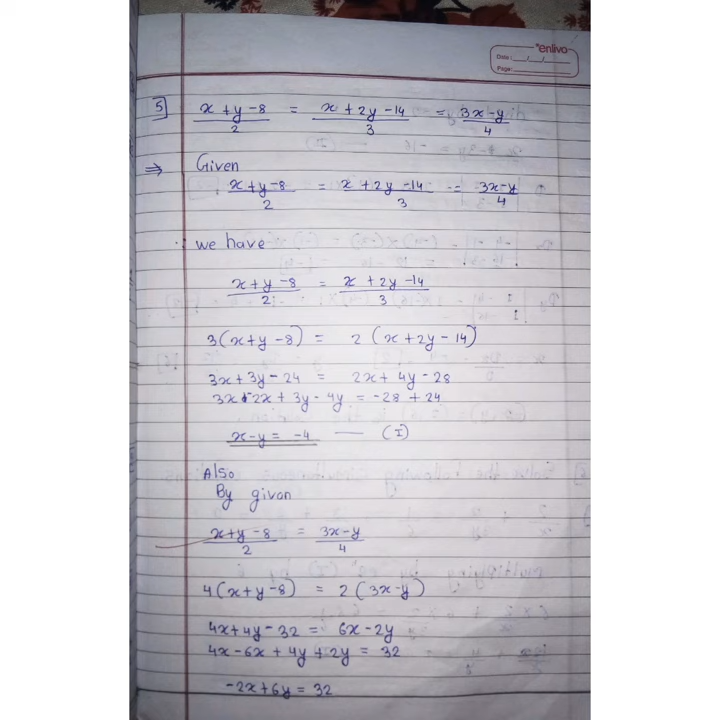 enlivo
Date :
Page:
5] x+y-8/2 = x+2y-14/3 = 3x-y/4
⇒ Given
x+y-8/2 = x+2y-14/3 = 3x-y/4
∴ we have
x+y-8/2 = x+2y-14/3
3(x+y-8) = 2(x+2y-14)
3x+3y-24 = 2x+4y-28
3x-2x+3y-4y = -28+24
x-y = -4 — (I)
Also
By given
x+y-8/2 = 3x-y/4
4(x+y-8) = 2(3x-y)
4x+4y-32 = 6x-2y
4x-6x+4y+2y = 32
-2x+6y = 32